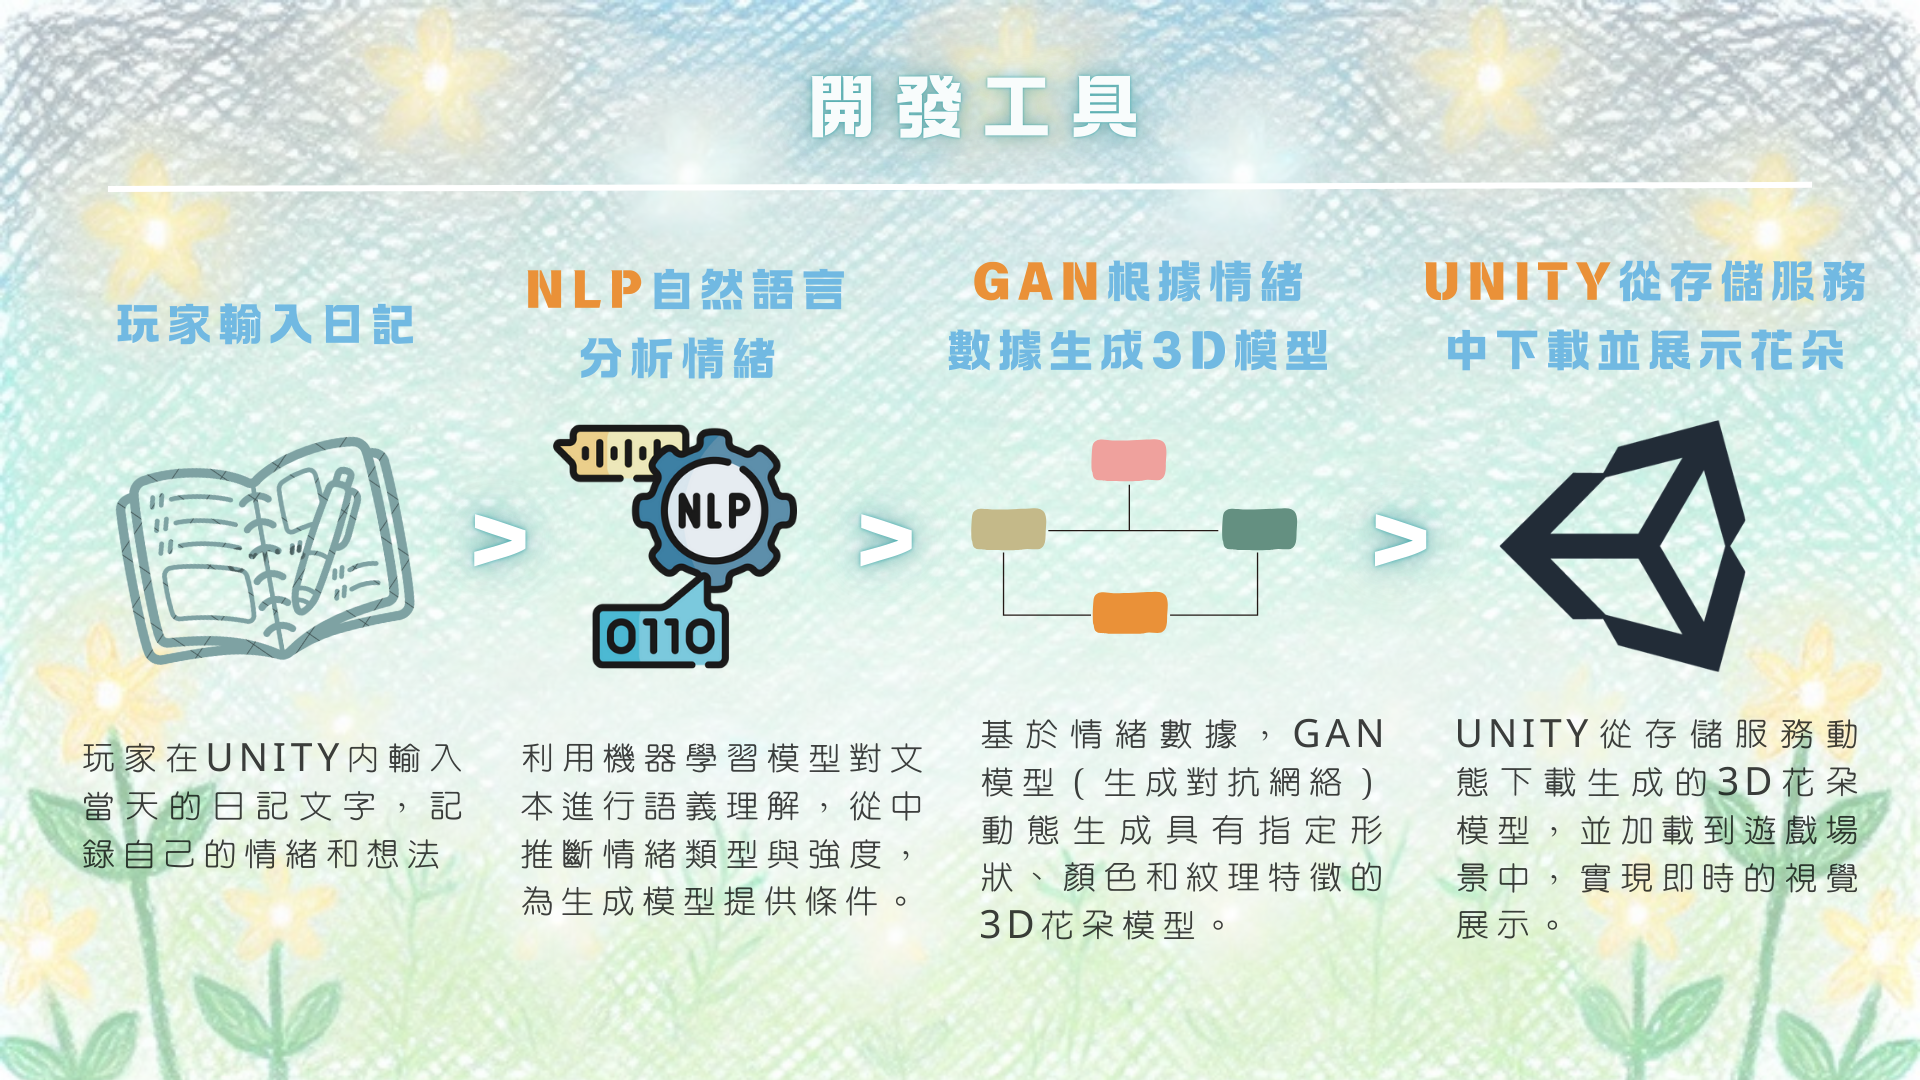 開發工具
玩家輸入日記
NLP自然語言
分析情緒
GAN根據情緒
數據生成3D模型
UNITY從存儲服務
中下載並展示花朵
NLP
0110
>
>
>
玩家在UNITY内輸入
當天的日記文字，記
錄自己的情緒和想法
利用機器學習模型對文
本進行語義理解，從中
推斷情緒類型與強度，
為生成模型提供條件。
基於情緒數據，GAN
模型(生成對抗網絡)
動態生成具有指定形
狀、顏色和紋理特徵的
3D花朵模型。
UNITY從存儲服務動
態下載生成的3D花朵
模型，並加載到遊戲場
景中，實現即時的視覺
展示。